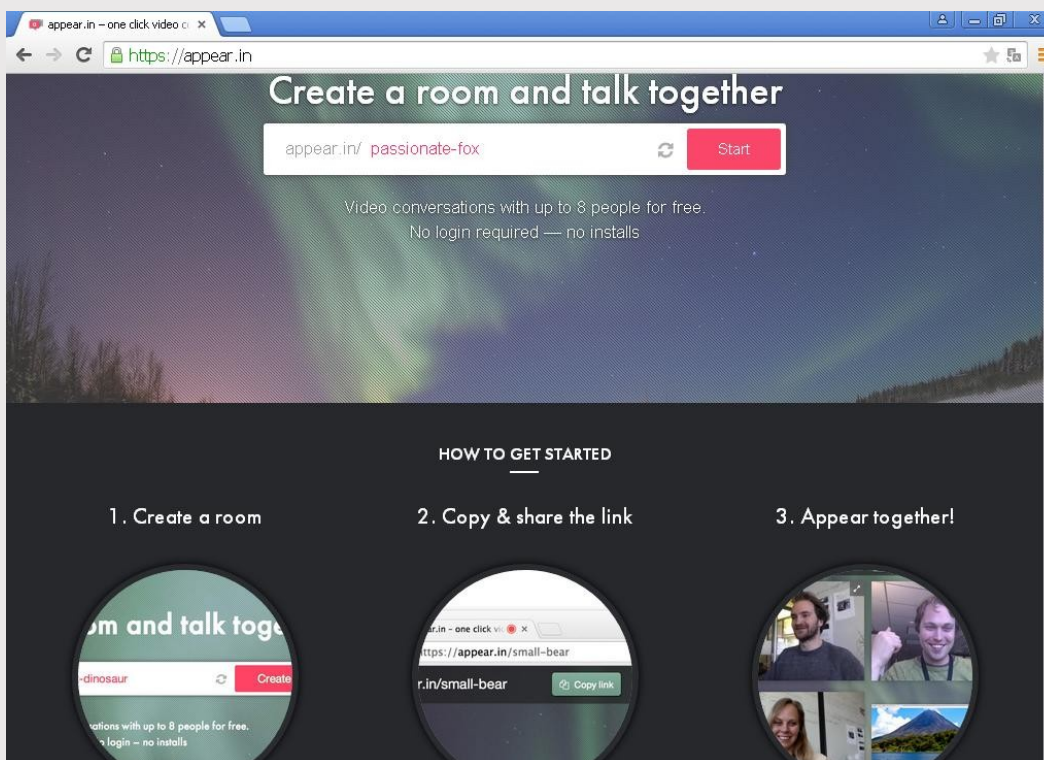 appear.in – one click video c
https://appear.in
Create a room and talk together
appear.in/ passionate-fox
Start
Video conversations with up to 8 people for free.
No login required — no installs
HOW TO GET STARTED
1. Create a room
2. Copy & share the link
3. Appear together!
om and talk toge
-dinosaur
Create
sations with up to 8 people for free.
login – no installs
ar.in - one click vi
ttps://appear.in/small-bear
r.in/small-bear
Copy link